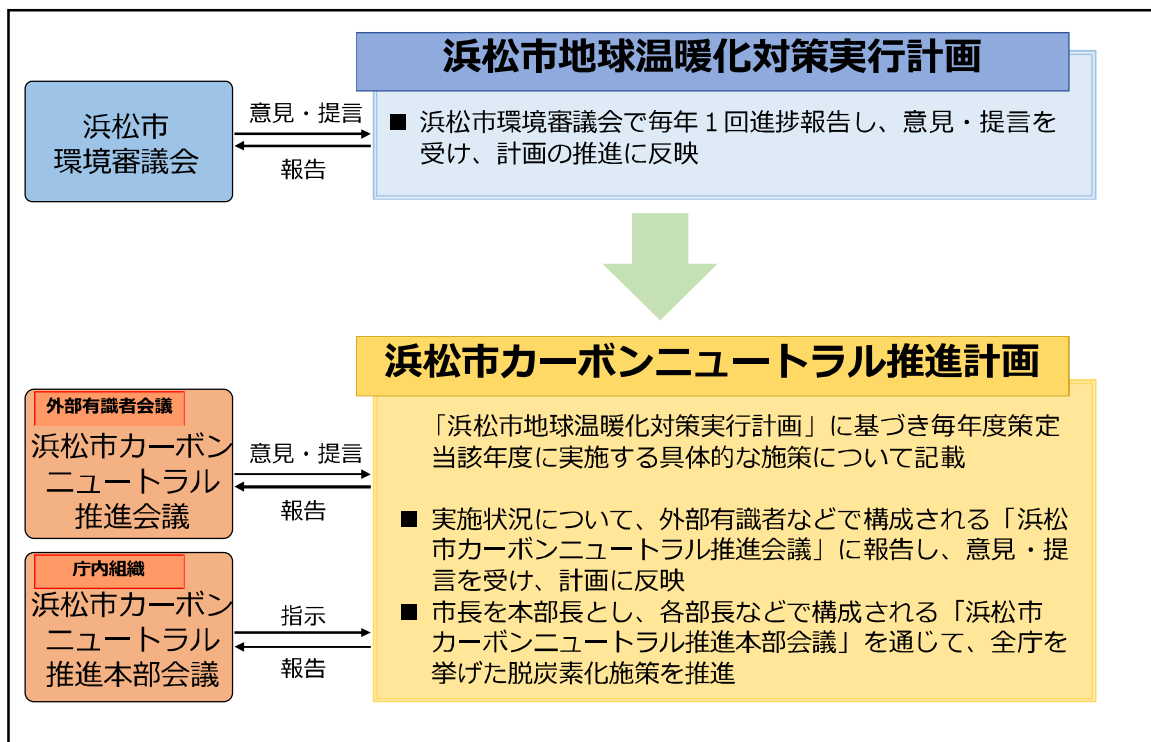 浜松市地球温暖化対策実行計画
浜松市
環境審議会
意見・提言
報告
■ 浜松市環境審議会で毎年１回進捗報告し、意見・提言を
受け、計画の推進に反映
浜松市カーボンニュートラル推進計画
外部有識者会議
浜松市カーボン
ニュートラル
推進会議
意見・提言
報告
「浜松市地球温暖化対策実行計画」に基づき毎年度策定
当該年度に実施する具体的な施策について記載
■ 実施状況について、外部有識者などで構成される「浜松
市カーボンニュートラル推進会議」に報告し、意見・提
言を受け、計画に反映
庁内組織
浜松市カーボン
ニュートラル
推進本部会議
指示
報告
■ 市長を本部長とし、各部長などで構成される「浜松市
カーボンニュートラル推進本部会議」を通じて、全庁を
挙げた脱炭素化施策を推進